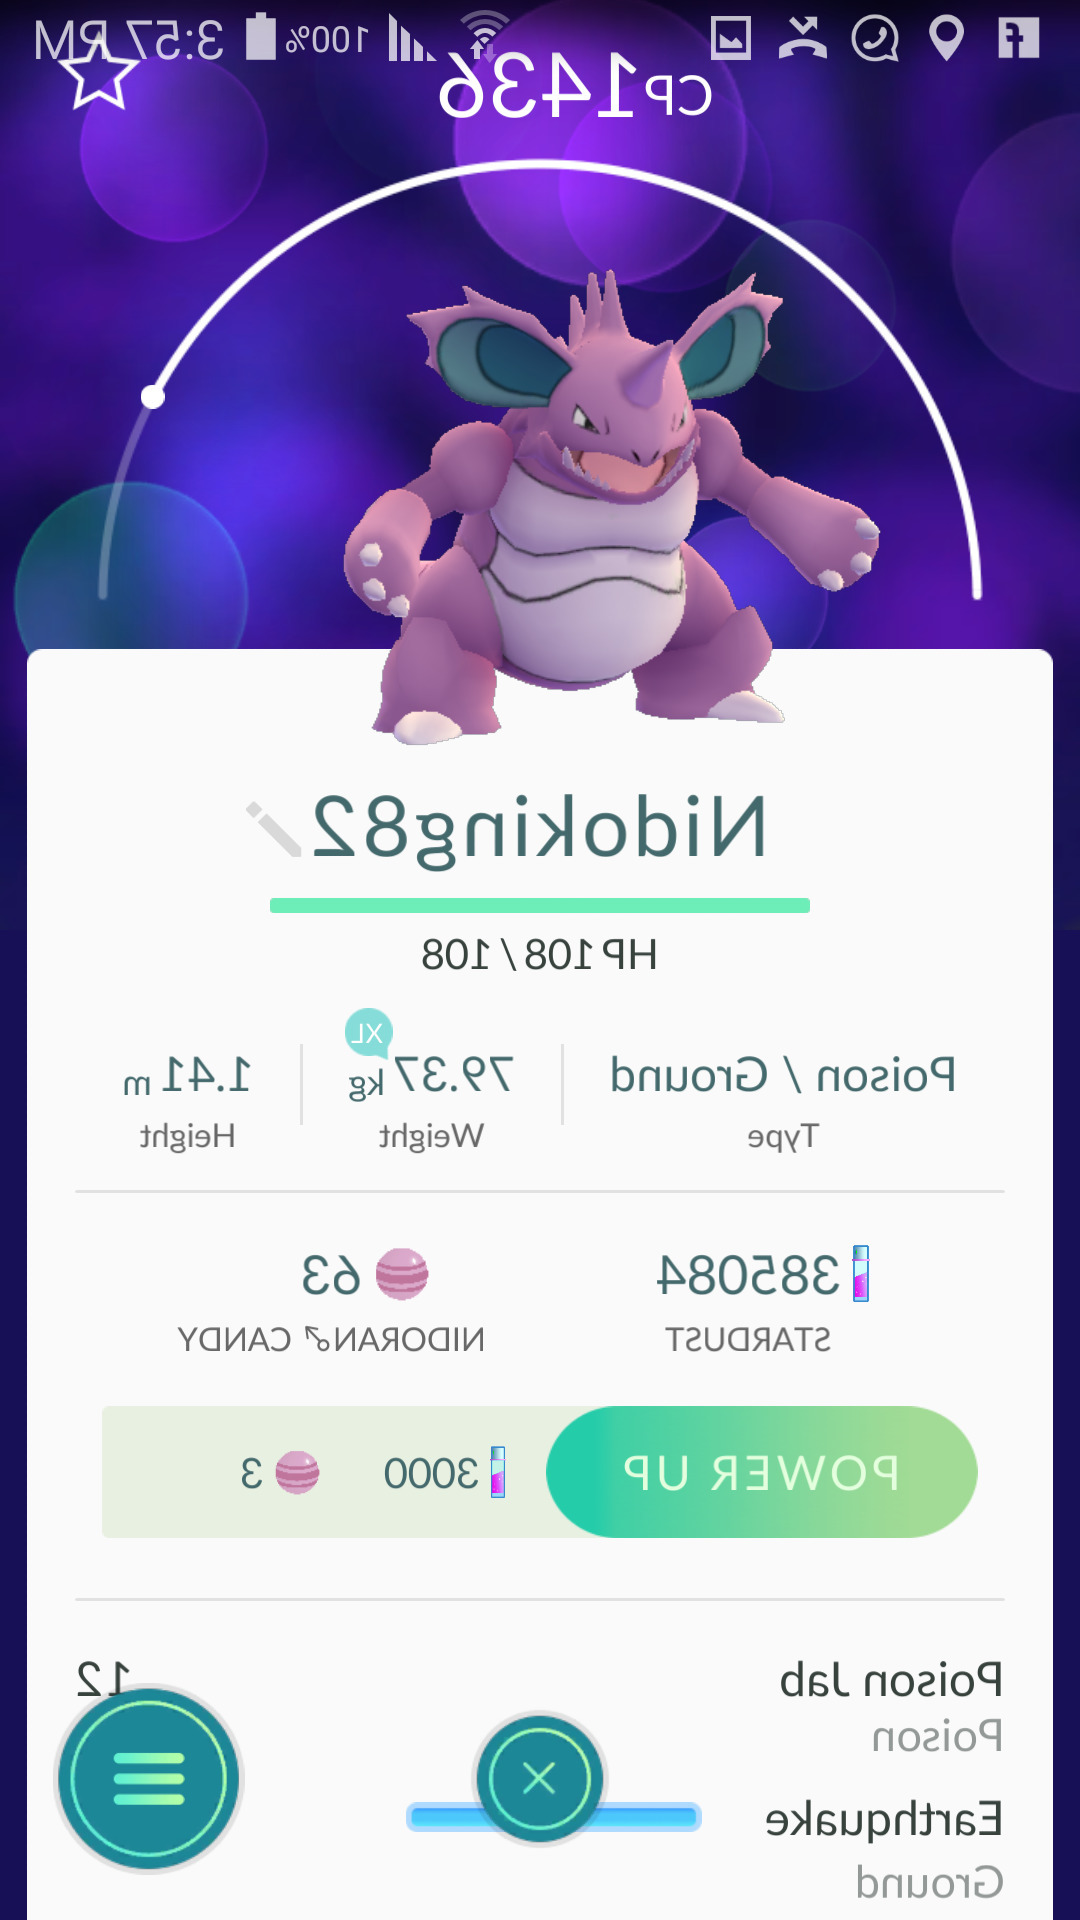 3:57 PM 100%
CP1436
Nidoking82
HP 108 / 108
XL
Poison / Ground 79.37 kg 1.41 m
Type Weight Height
385084 63
STARDUST NIDORAN♂ CANDY
POWER UP 3000 3
Poison Jab 12
Poison
Earthquake
Ground